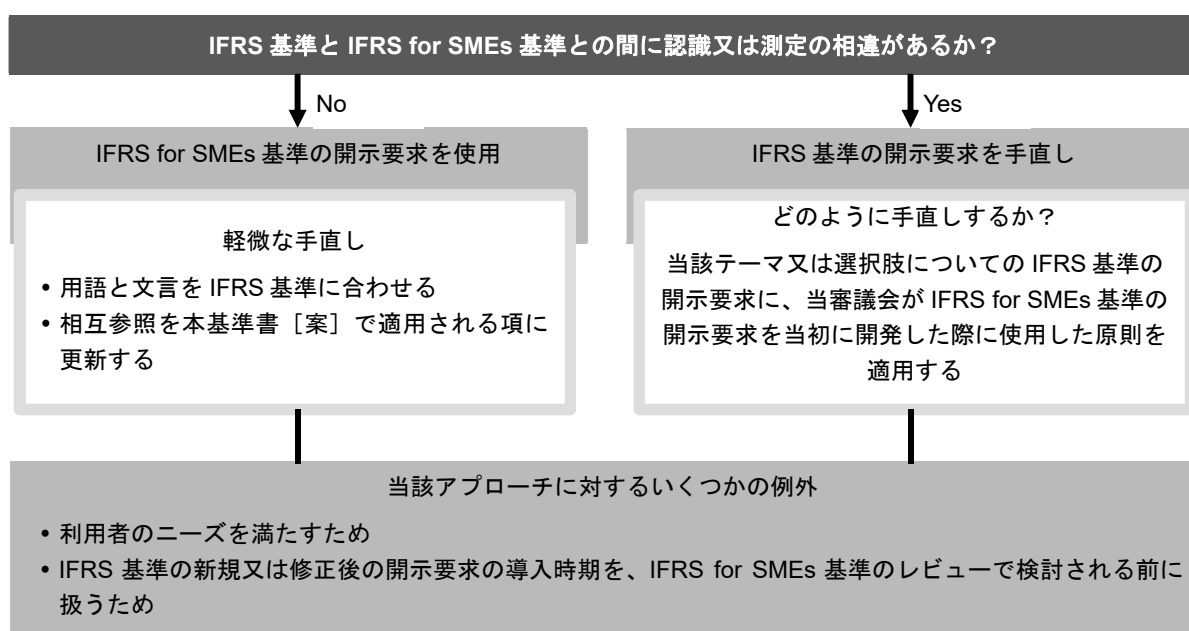 IFRS 基準と IFRS for SMEs 基準との間に認識又は測定の相違があるか？
No
Yes
IFRS for SMEs 基準の開示要求を使用
軽微な手直し
• 用語と文言を IFRS 基準に合わせる
• 相互参照を本基準書［案］で適用される項に
更新する
IFRS 基準の開示要求を手直し
どのように手直しするか？
当該テーマ又は選択肢についての IFRS 基準の
開示要求に、当審議会が IFRS for SMEs 基準の
開示要求を当初に開発した際に使用した原則を
適用する
当該アプローチに対するいくつかの例外
• 利用者のニーズを満たすため
• IFRS 基準の新規又は修正後の開示要求の導入時期を、IFRS for SMEs 基準のレビューで検討される前に
扱うため